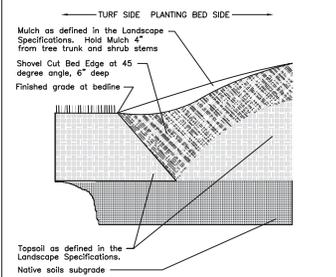 TURF SIDE PLANTING BED SIDE
Mulch as defined in the Landscape
Specifications. Hold Mulch 4"
from tree trunk and shrub stems
Shovel Cut Bed Edge at 45
degree angle, 6" deep
Finished grade at bedline
Topsoil as defined in the
Landscape Specifications.
Native soils subgrade